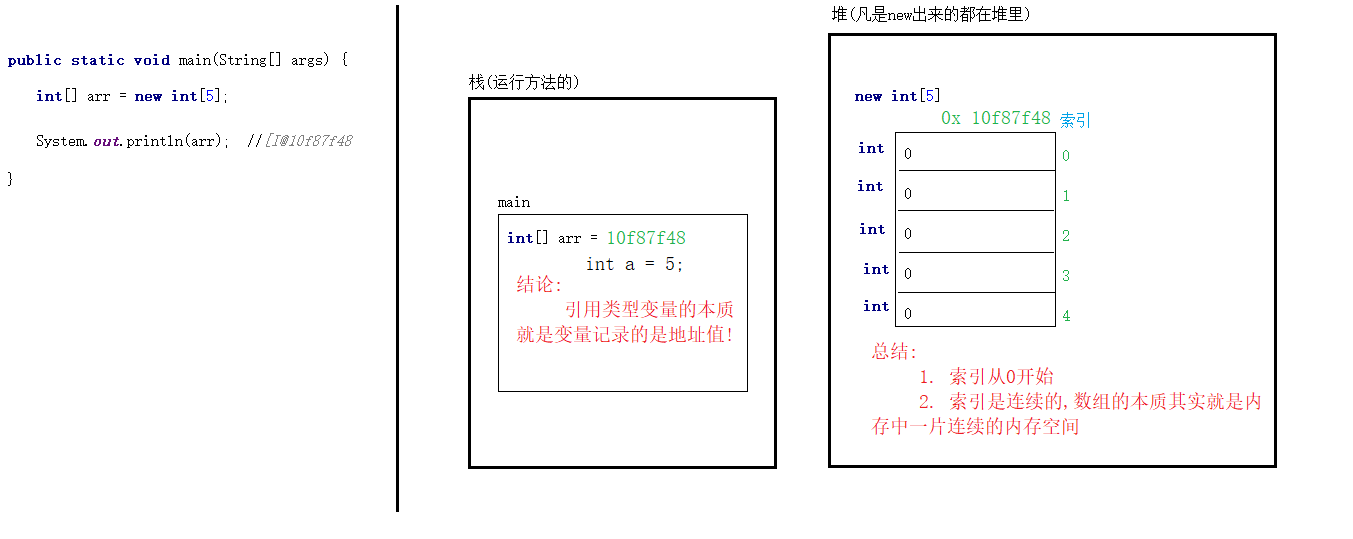 public static void main(String[] args) {
int[] arr = new int[5];
System.out.println(arr); //[I@10f87f48
}
栈(运行方法的)
main
int[] arr = 10f87f48
int a = 5;
结论:
引用类型变量的本质
就是变量记录的是地址值!
堆(凡是new出来的都在堆里)
new int[5]
0x 10f87f48 索引
int 0 0
int 0 1
int 0 2
int 0 3
int 0 4
总结:
1. 索引从0开始
2. 索引是连续的,数组的本质其实就是内
存中一片连续的内存空间